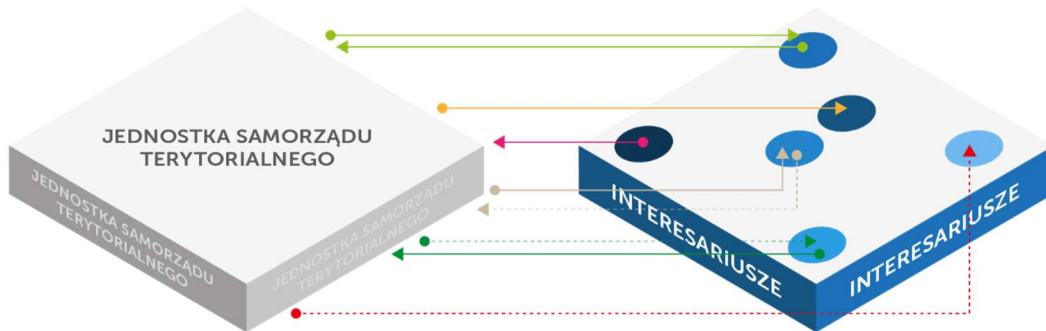 JEDNOSTKA SAMORZĄDU
TERYTORIALNEGO
JEDNOSTKA SAMORZĄDU
TERYTORIALNEGO
JEDNOSTKA SAMORZĄDU
TERYTORIALNEGO
INTERESARIUSZE
INTERESARIUSZE